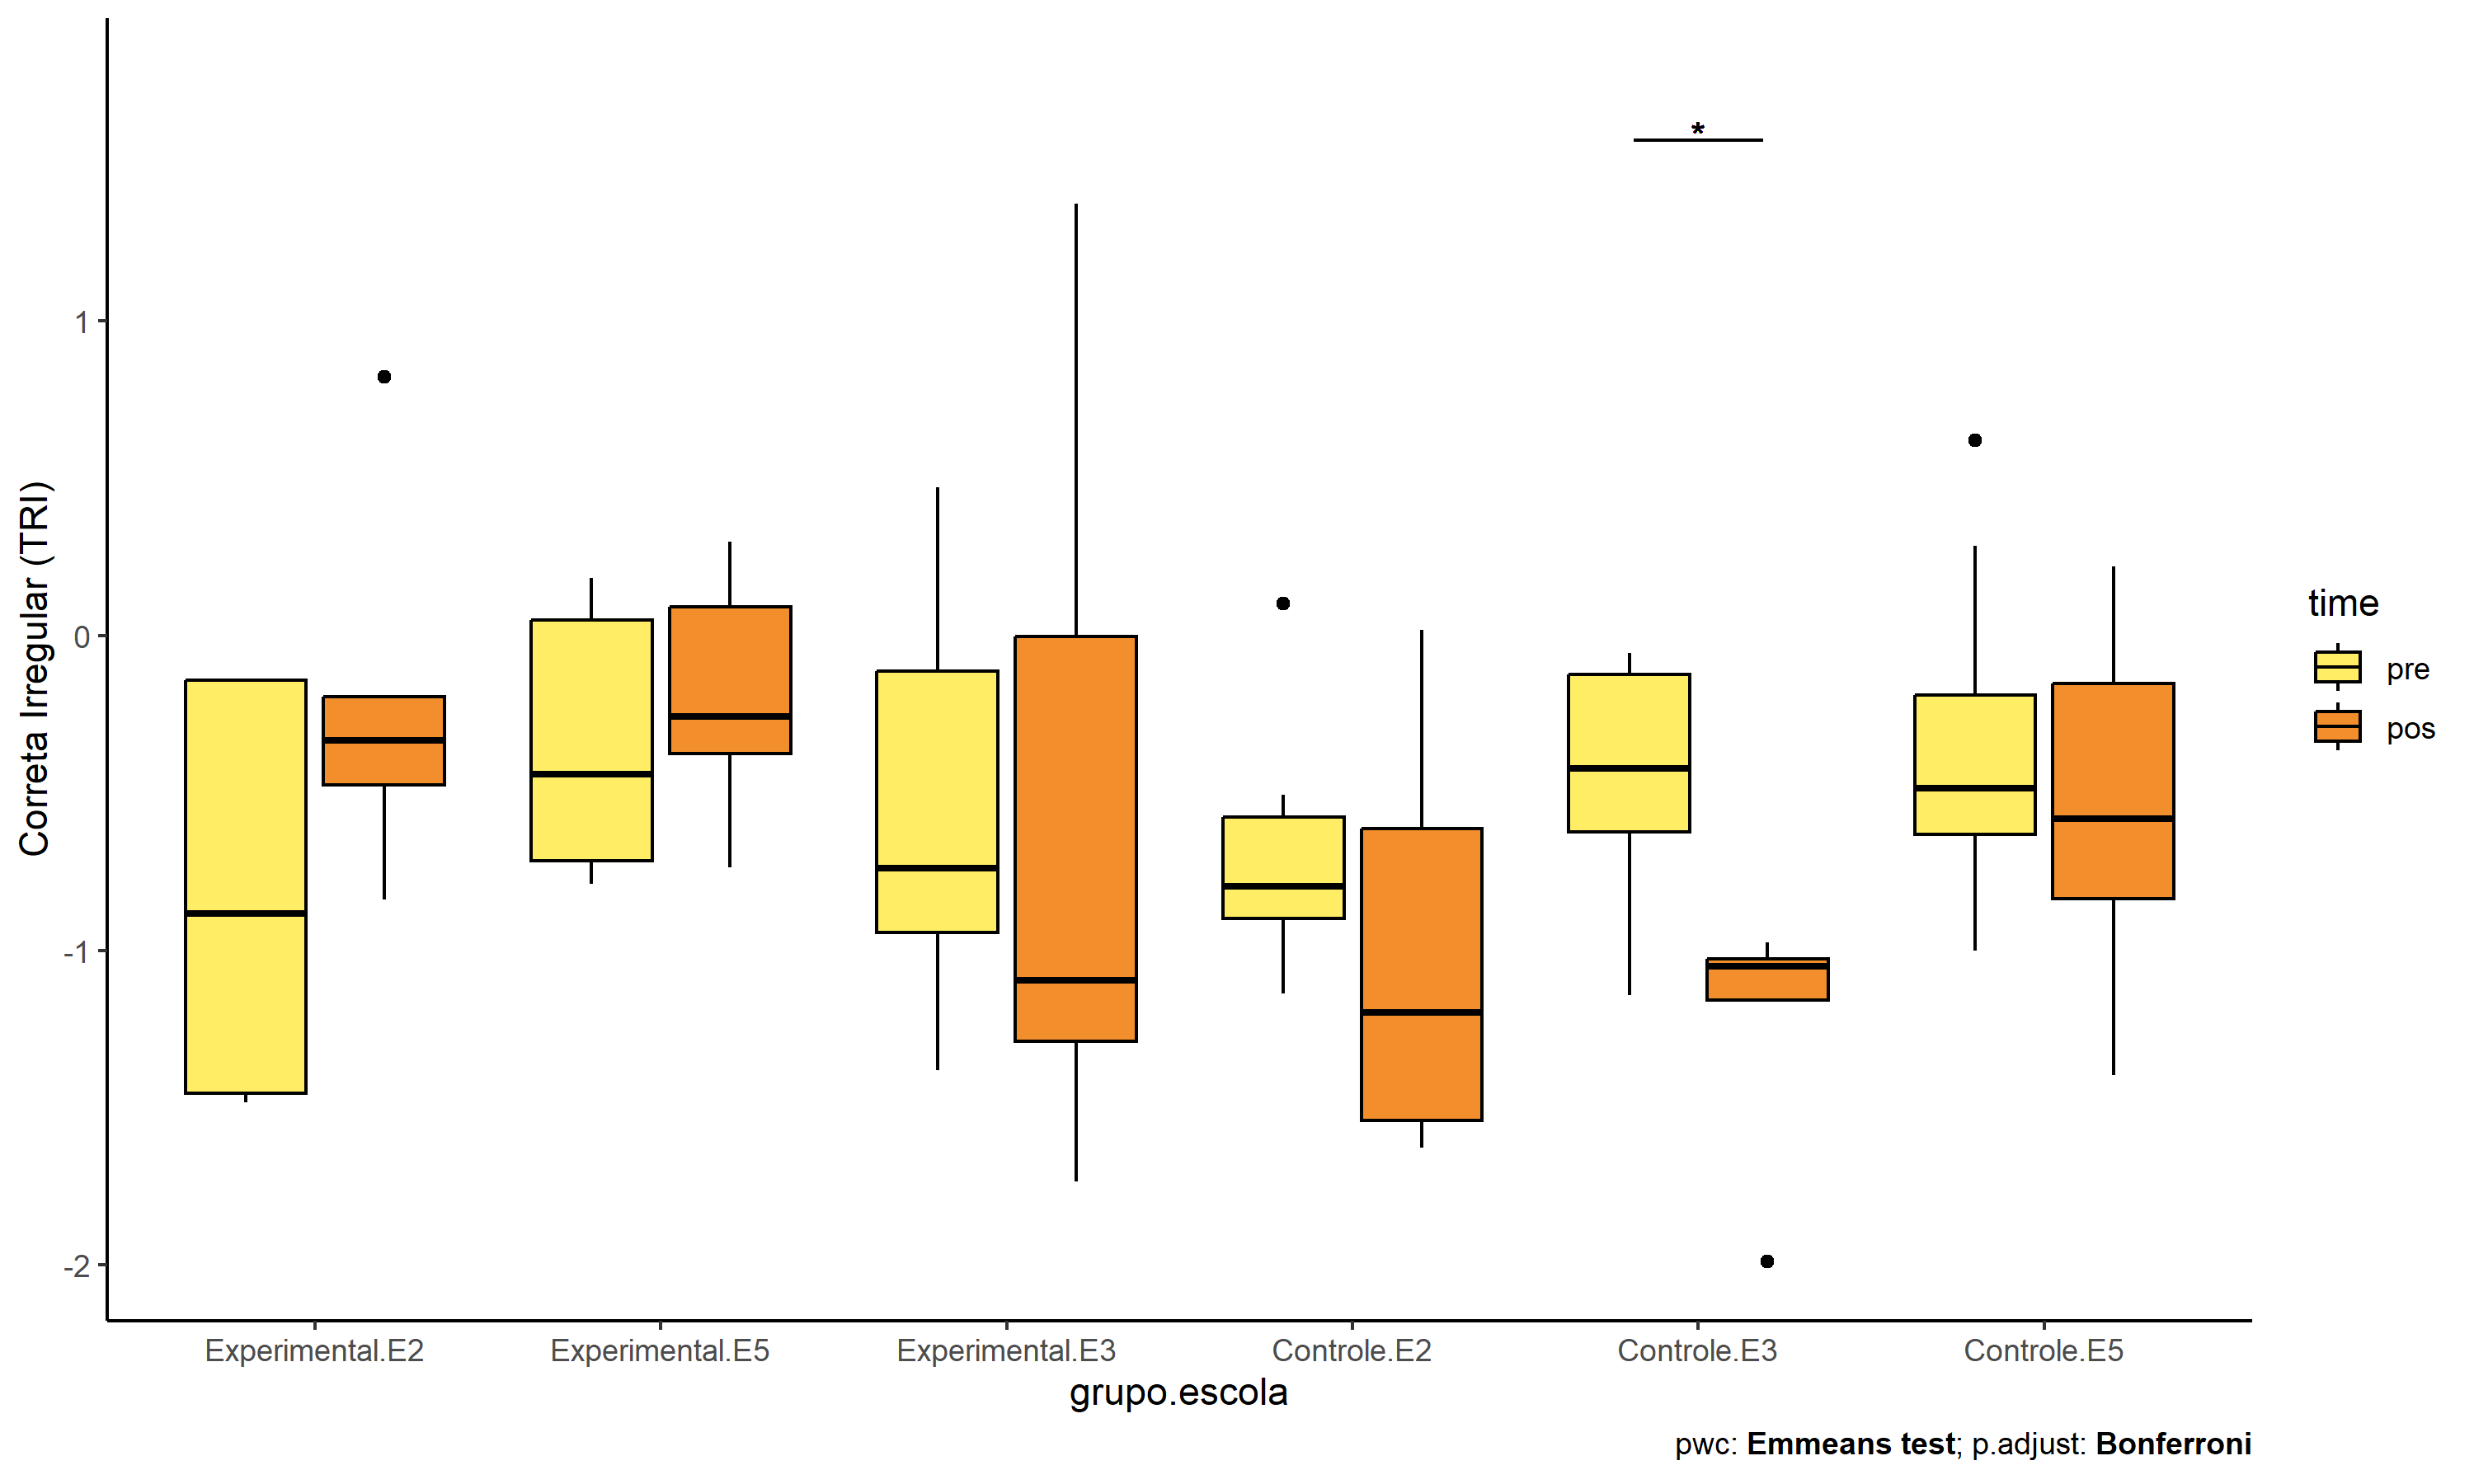 *
1
0
-1
-2
Correta Irregular (TRI)
Experimental.E2
Experimental.E5
Experimental.E3
Controle.E2
Controle.E3
Controle.E5
grupo.escola
time
pre
pos
pwc: Emmeans test; p.adjust: Bonferroni